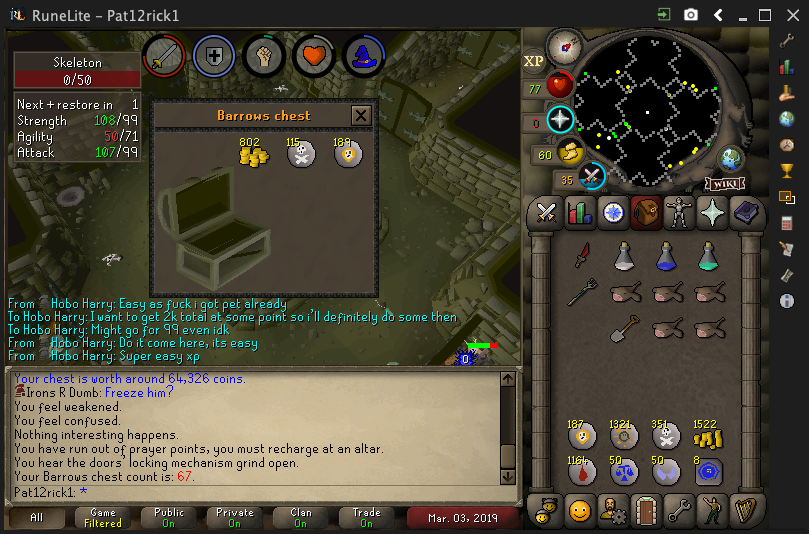 RuneLite - Pat12rick1
Skeleton
0/50
Next + restore in 1
Strength 108/99
Agility 50/71
Attack 107/99
Barrows chest
802
115
189
XP
77
0
60
35
WIKI
From Hobo Harry: Easy as fuck i got pet already
To Hobo Harry: I want to get 2k total at some point so i'll definitely do some then
To Hobo Harry: Might go for 99 even idk
From Hobo Harry: Do it come here, its easy
From Hobo Harry: Super easy xp
0
Your chest is worth around 64,326 coins.
Irons R Dumb: Freeze him?
You feel weakened.
You feel confused.
Nothing interesting happens.
You have run out of prayer points, you must recharge at an altar.
You hear the doors' locking mechanism grind open.
Your Barrows chest count is: 67.
Pat12rick1: *
187
1321
351
1522
1164
50
50
8
All
Game
Filtered
Public
On
Private
On
Clan
On
Trade
On
Mar. 03, 2019